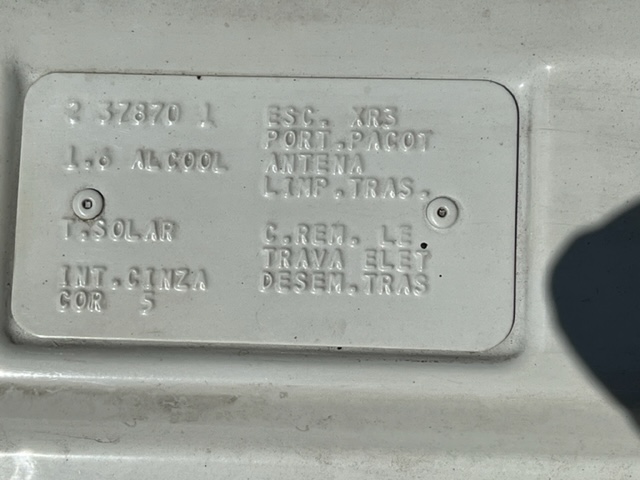 2 37870 1
1.6 ALCOOL
T.SOLAR
INT.CINZA
COR 5
ESC. XR3
PORT.PACOT
ANTENA
LIMP.TRAS.
C.REM. LE
TRAVA ELET
DESEM.TRAS